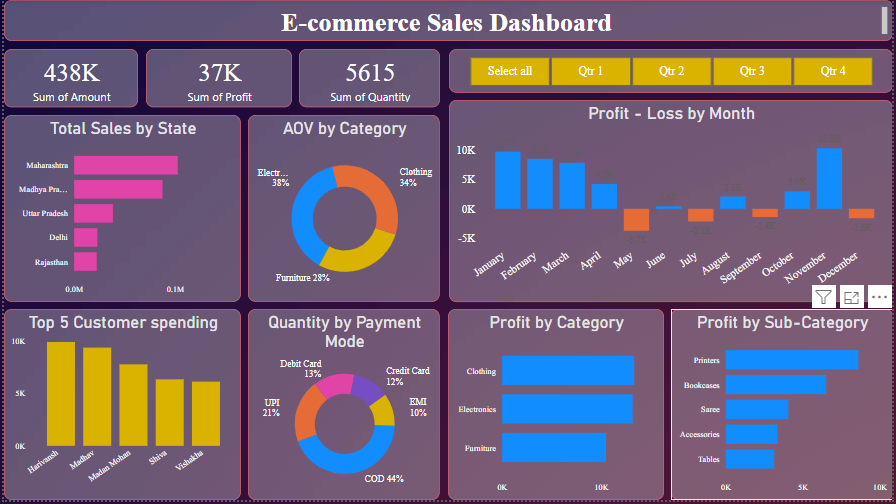 E-commerce Sales Dashboard
438K
Sum of Amount
37K
Sum of Profit
5615
Sum of Quantity
Select all
Qtr 1
Qtr 2
Qtr 3
Qtr 4
Total Sales by State
Maharashtra
Madhya Pra...
Uttar Pradesh
Delhi
Rajasthan
0.0M
0.1M
AOV by Category
Electr...
38%
Clothing
34%
Furniture 28%
Profit - Loss by Month
10K
5K
0K
-5K
January
February
March
April
May
June
July
August
September
October
November
December
Top 5 Customer spending
10K
5K
0K
Harivansh
Madhav
Madan Mohan
Shiva
Vishakha
Quantity by Payment
Mode
Debit Card
13%
Credit Card
12%
UPI
21%
EMI
10%
COD 44%
Profit by Category
Clothing
Electronics
Furniture
0K
10K
Profit by Sub-Category
Printers
Bookcases
Saree
Accessories
Tables
0K
5K
10K